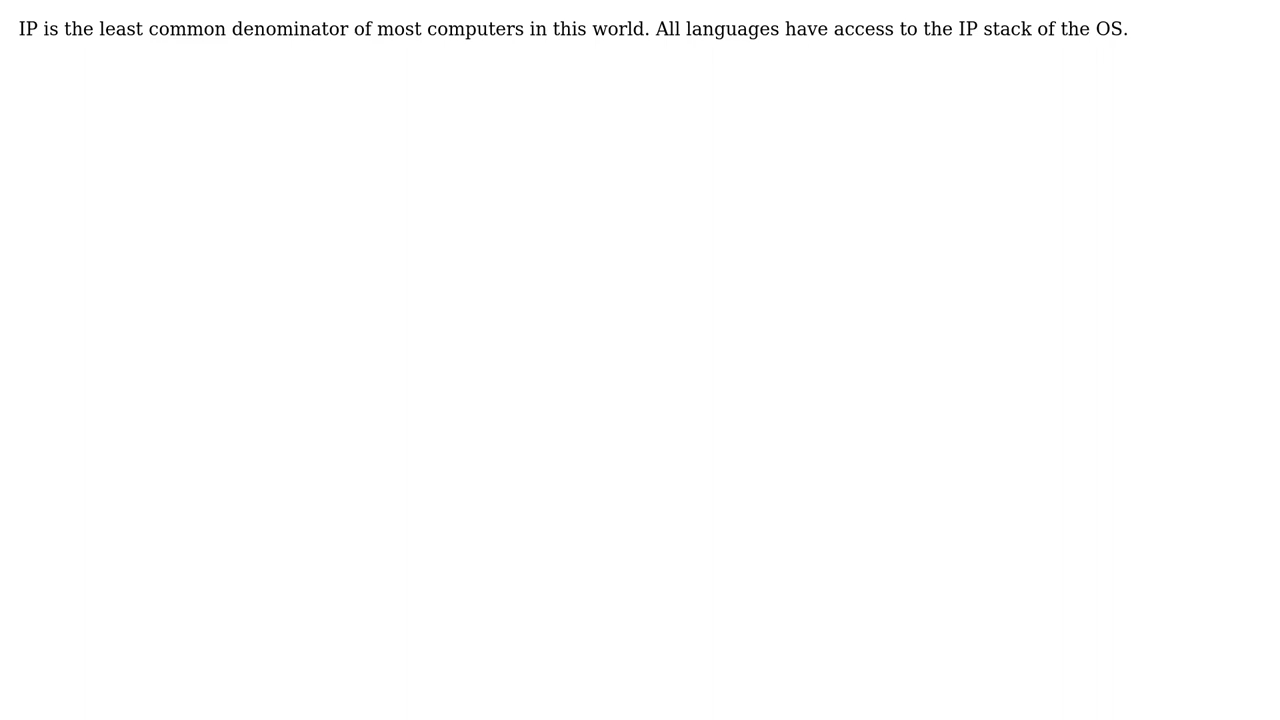 IP is the least common denominator of most computers in this world. All languages have access to the IP stack of the OS.